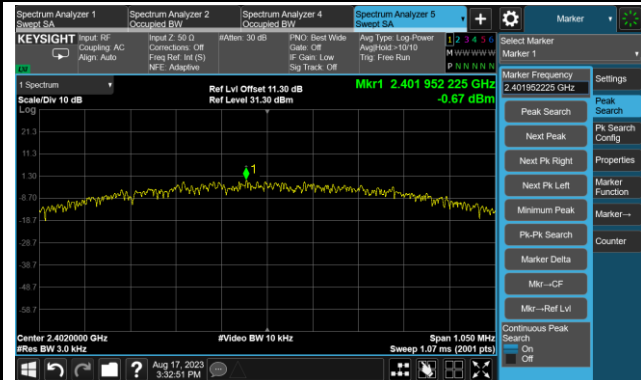 Spectrum Analyzer 1
Swept SA
Spectrum Analyzer 2
Occupied BW
Spectrum Analyzer 4
Occupied BW
Spectrum Analyzer 5
Swept SA
Marker
KEYSIGHT
Input: RF
Coupling: AC
Align: Auto
Input Z: 50 Ω
Corrections: Off
Freq Ref: Int (S)
NFE: Adaptive
#Atten: 30 dB
PNO: Best Wide
Gate: Off
IF Gain: Low
Sig Track: Off
Avg Type: Log-Power
Avg|Hold:>10/10
Trig: Free Run
1 2 3 4 5 6
M W W W W W
P N N N N N
Select Marker
Marker 1
1 Spectrum
Scale/Div 10 dB
Log
Ref Lvl Offset 11.30 dB
Ref Level 31.30 dBm
Mkr1 2.401 952 225 GHz
-0.67 dBm
21.3
11.3
1.30
-8.70
-18.7
-28.7
-38.7
-48.7
-58.7
1
Center 2.4020000 GHz
#Res BW 3.0 kHz
#Video BW 10 kHz
Span 1.050 MHz
Sweep 1.07 ms (2001 pts)
Marker Frequency
2.401952225 GHz
Peak Search
Next Peak
Next Pk Right
Next Pk Left
Minimum Peak
Pk-Pk Search
Marker Delta
Mkr→CF
Mkr→Ref Lvl
Continuous Peak
Search
On
Off
Settings
Peak
Search
Pk Search
Config
Properties
Marker
Function
Marker→
Counter
Aug 17, 2023
3:32:51 PM